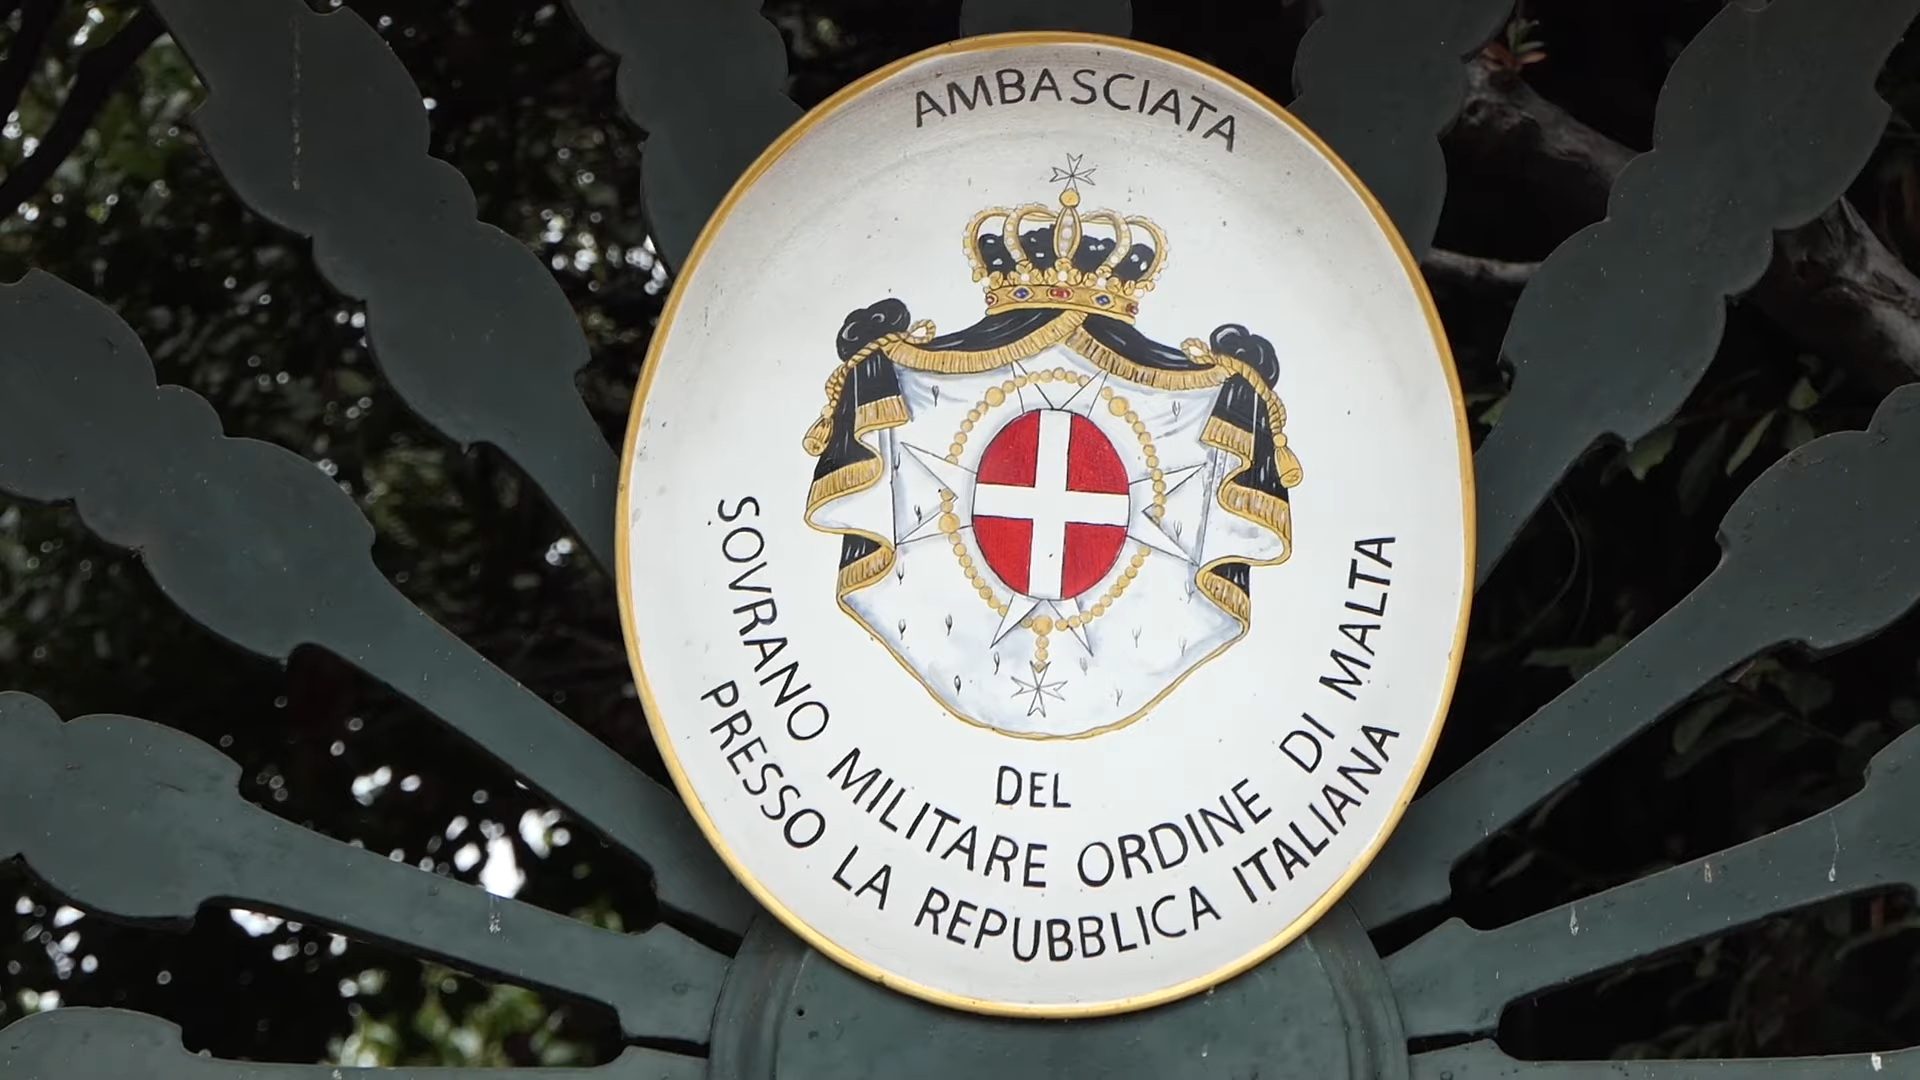 AMBASCIATA
DEL
SOVRANO MILITARE ORDINE DI MALTA
PRESSO LA REPUBBLICA ITALIANA